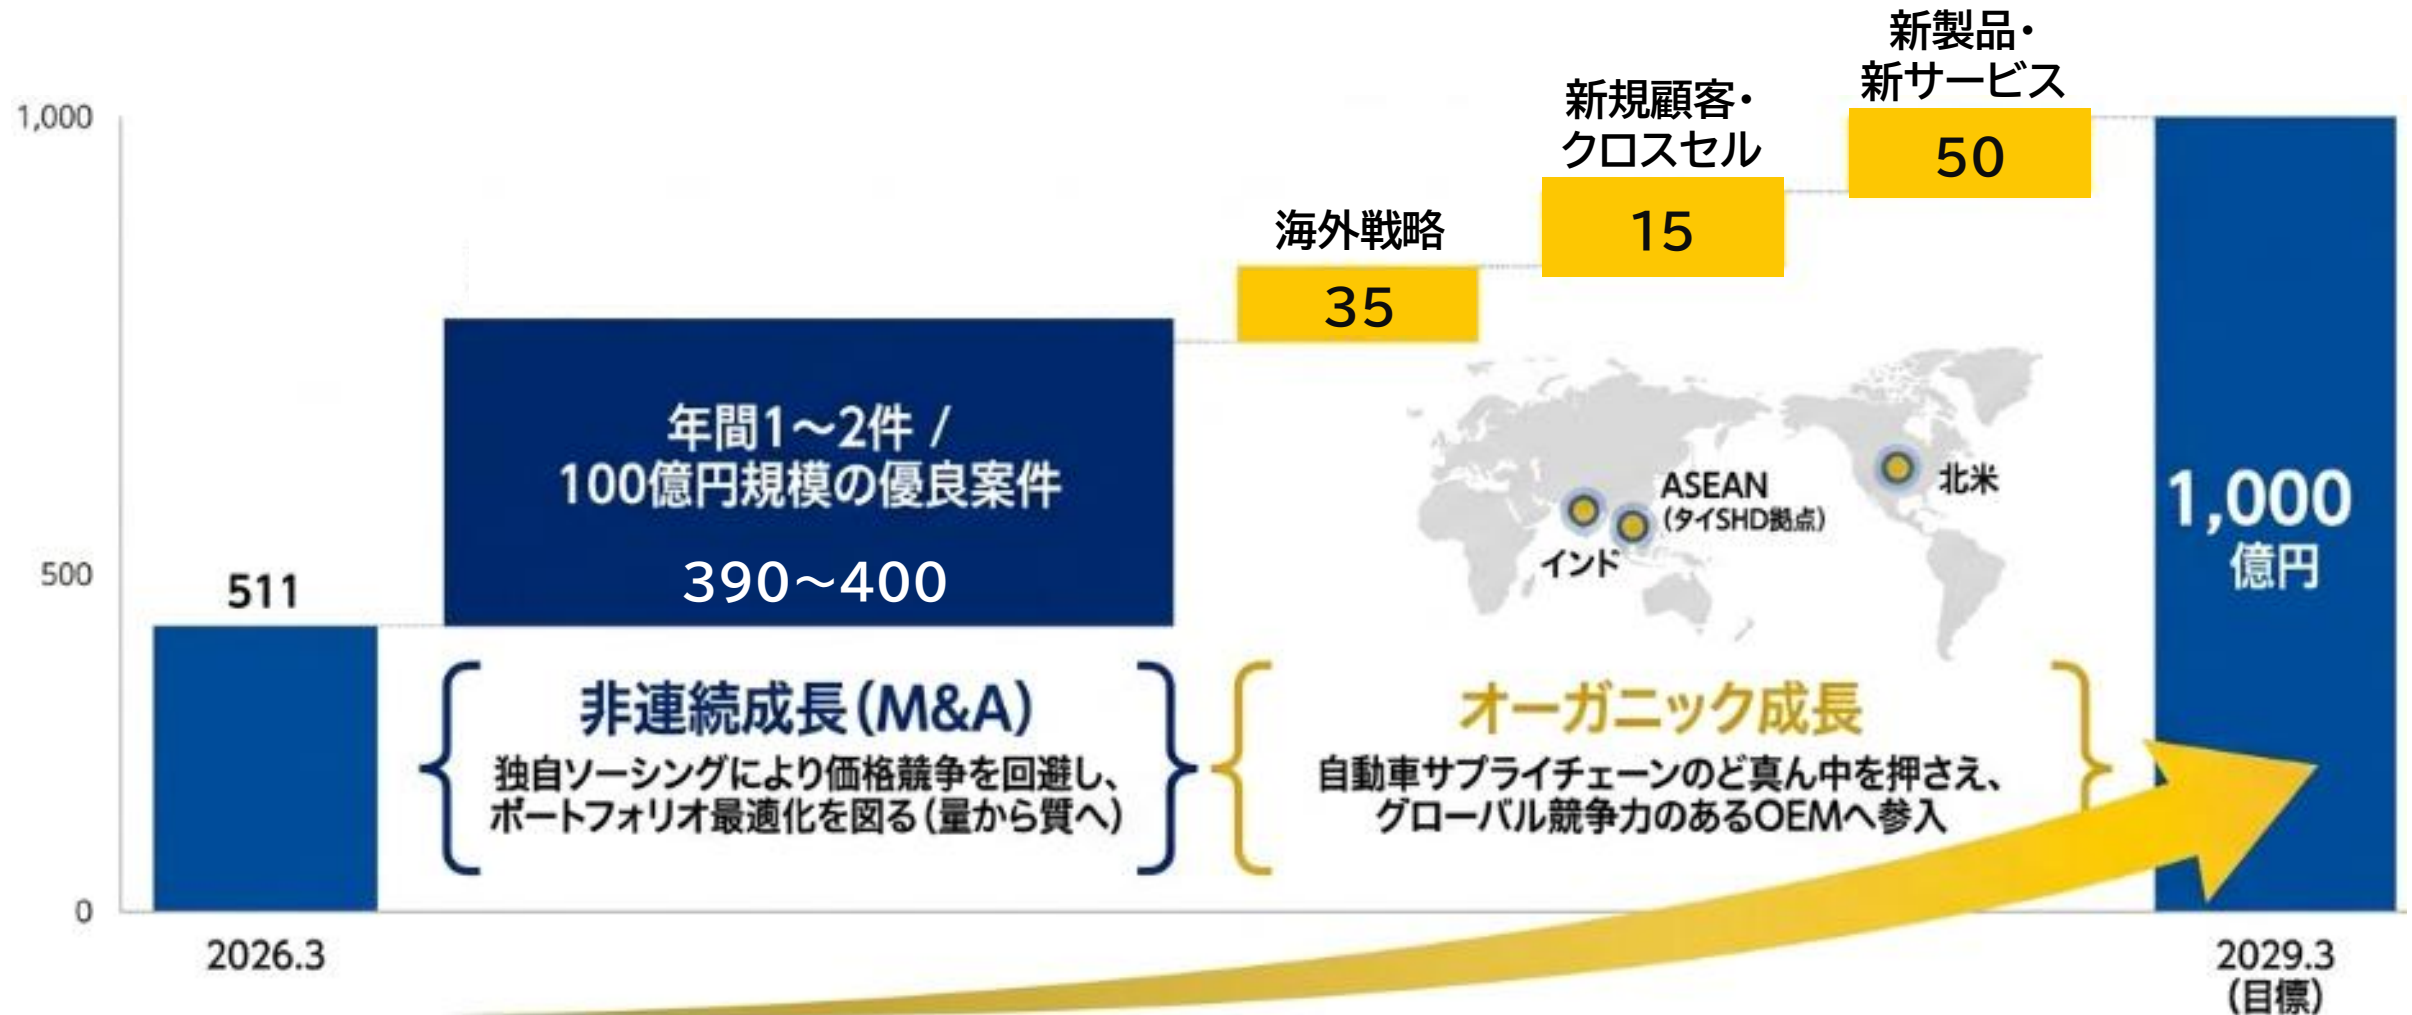 1,000
500
0
511
2026.3
年間1～2件 /
100億円規模の優良案件
390～400
非連続成長（M&A）
独自ソーシングにより価格競争を回避し、
ポートフォリオ最適化を図る（量から質へ）
海外戦略
35
新規顧客・
クロスセル
15
新製品・
新サービス
50
インド
ASEAN
（タイSHD拠点）
北米
オーガニック成長
自動車サプライチェーンのど真ん中を押さえ、
グローバル競争力のあるOEMへ参入
1,000
億円
2029.3
（目標）